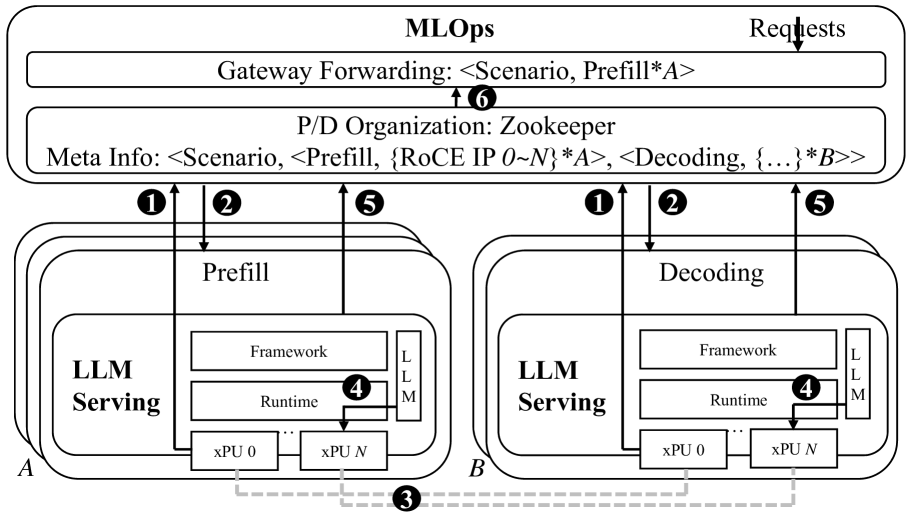 MLOps
Requests
Gateway Forwarding: <Scenario, Prefill*A>
6
P/D Organization: Zookeeper
Meta Info: <Scenario, <Prefill, {RoCE IP 0~N}*A>, <Decoding, {…}*B>>
1
2
5
1
2
5
Prefill
Decoding
LLM
Serving
Framework
Runtime
LLM
4
xPU 0
..
xPU N
A
LLM
Serving
Framework
Runtime
LLM
4
xPU 0
...
xPU N
B
3